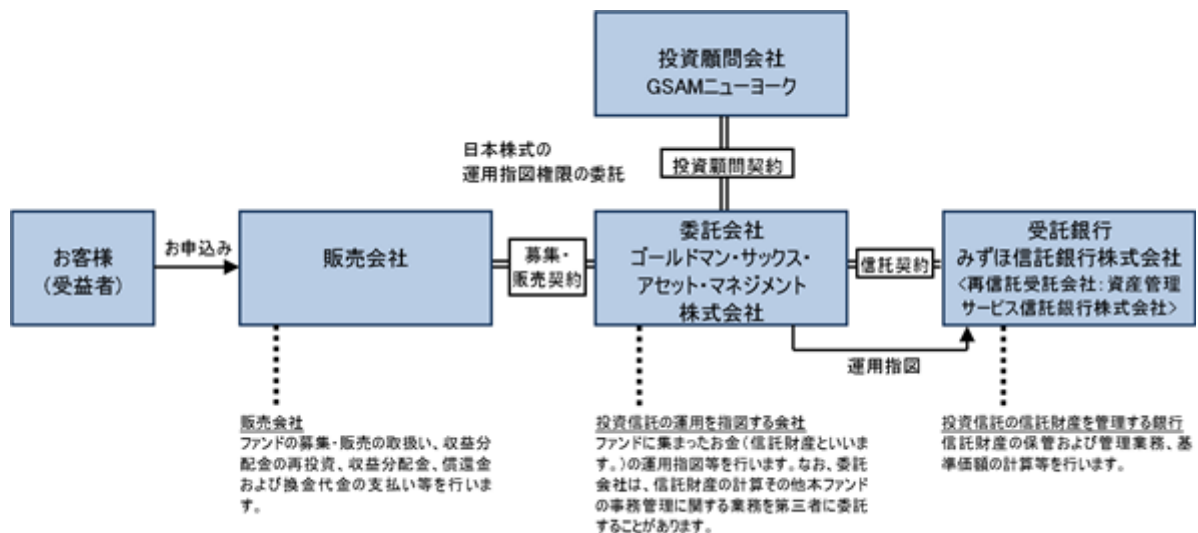 投資顧問会社
GSAMニューヨーク
日本株式の
運用指図権限の委託
投資顧問契約
お客様
(受益者)
お申込み
販売会社
募集・
販売契約
委託会社
ゴールドマン・サックス・
アセット・マネジメント
株式会社
信託契約
受託銀行
みずほ信託銀行株式会社
<再信託受託会社:資産管理
サービス信託銀行株式会社>
運用指図
販売会社
ファンドの募集・販売の取扱い、収益分
配金の再投資、収益分配金、償還金
および換金代金の支払い等を行いま
す。
投資信託の運用を指図する会社
ファンドに集まったお金(信託財産といいま
す。)の運用指図等を行います。なお、委託
会社は、信託財産の計算その他本ファンド
の事務管理に関する業務を第三者に委託
することがあります。
投資信託の信託財産を管理する銀行
信託財産の保管および管理業務、基
準価額の計算等を行います。